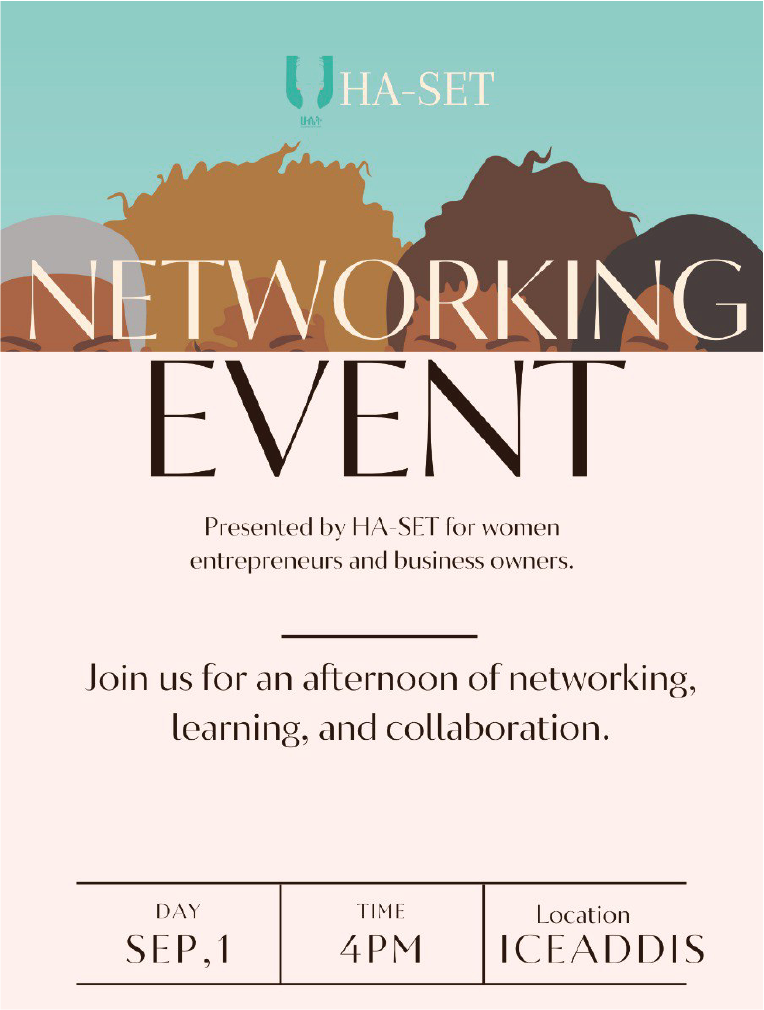 HA-SET
NETWORKING
EVENT
Presented by HA-SET for women
entrepreneurs and business owners.
Join us for an afternoon of networking,
learning, and collaboration.
DAY
SEP,1
TIME
4PM
Location
ICEADDIS